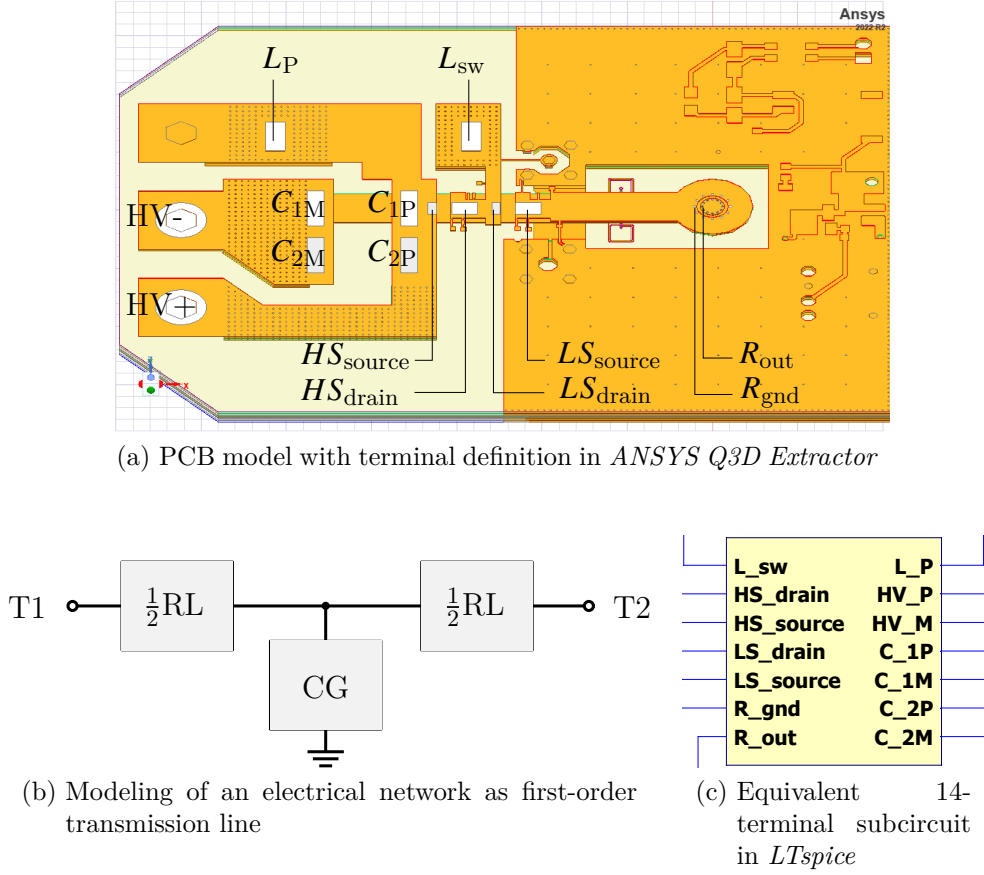 Ansys
2022 R2
L_P L_sw
HV- C_1M C_1P
C_2M C_2P
HV+
HS_source LS_source R_out
HS_drain LS_drain R_gnd
(a) PCB model with terminal definition in ANSYS Q3D Extractor
T1 ½RL ½RL T2
CG
(b) Modeling of an electrical network as first-order
transmission line
L_sw L_P
HS_drain HV_P
HS_source HV_M
LS_drain C_1P
LS_source C_1M
R_gnd C_2P
R_out C_2M
(c) Equivalent 14-
terminal subcircuit
in LTspice